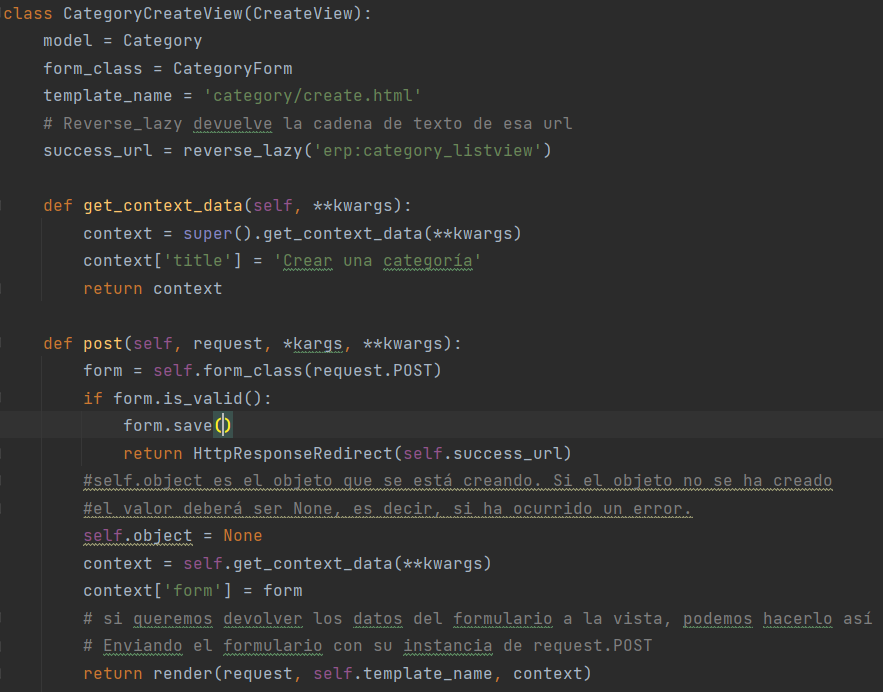 class CategoryCreateView(CreateView):
    model = Category
    form_class = CategoryForm
    template_name = 'category/create.html'
    # Reverse_lazy devuelve la cadena de texto de esa url
    success_url = reverse_lazy('erp:category_listview')

    def get_context_data(self, **kwargs):
        context = super().get_context_data(**kwargs)
        context['title'] = 'Crear una categoría'
        return context

    def post(self, request, *kargs, **kwargs):
        form = self.form_class(request.POST)
        if form.is_valid():
            form.save()
            return HttpResponseRedirect(self.success_url)
        #self.object es el objeto que se está creando. Si el objeto no se ha creado
        #el valor deberá ser None, es decir, si ha ocurrido un error.
        self.object = None
        context = self.get_context_data(**kwargs)
        context['form'] = form
        # si queremos devolver los datos del formulario a la vista, podemos hacerlo así
        # Enviando el formulario con su instancia de request.POST
        return render(request, self.template_name, context)